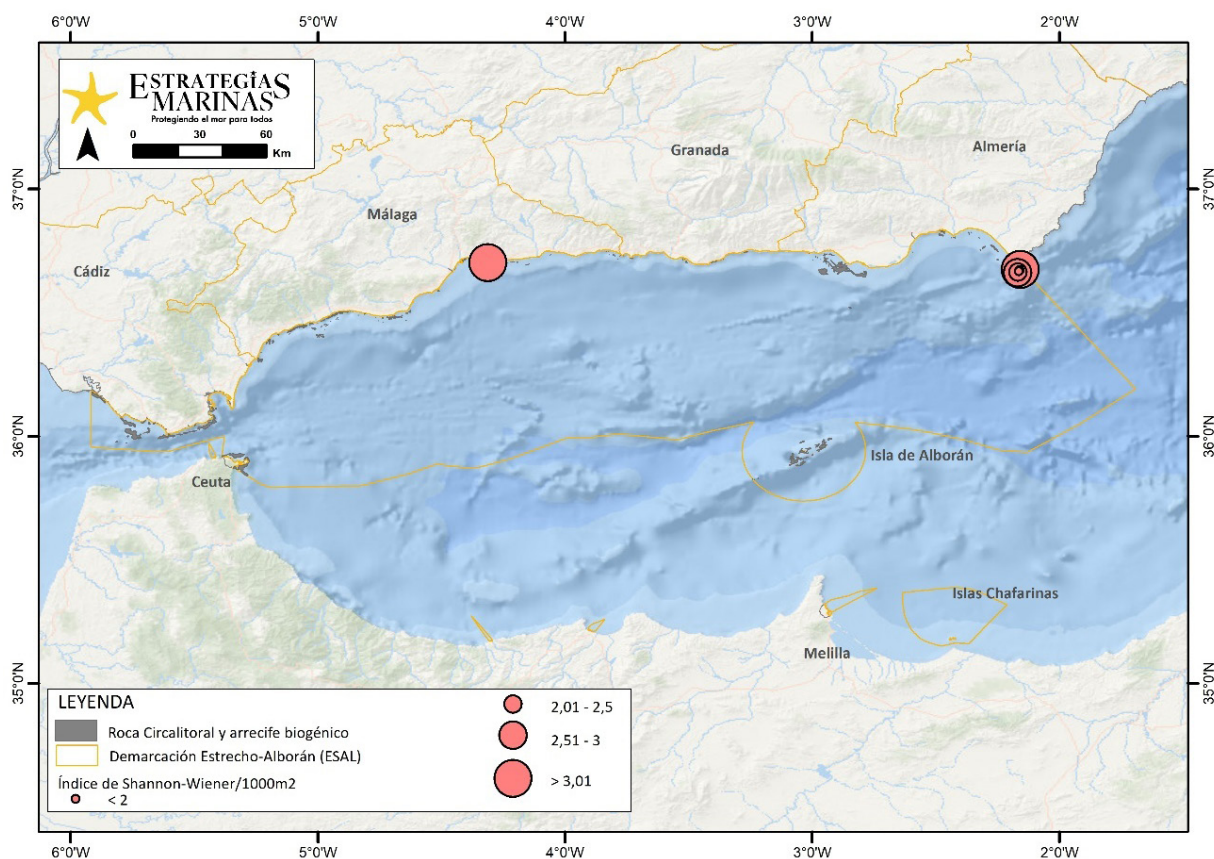 6°0'W 5°0'W 4°0'W 3°0'W 2°0'W
ESTRATEGIAS
MARINAS
Protegiendo el mar para todos
0 30 60
Km
37°0'N 37°0'N
36°0'N 36°0'N
35°0'N 35°0'N
Granada
Almería
Málaga
Cádiz
Isla de Alborán
Ceuta
Islas Chafarinas
Melilla
LEYENDA
Roca Circalitoral y arrecife biogénico
Demarcación Estrecho-Alborán (ESAL)
Índice de Shannon-Wiener/1000m2
< 2
2,01 - 2,5
2,51 - 3
> 3,01
6°0'W 5°0'W 4°0'W 3°0'W 2°0'W